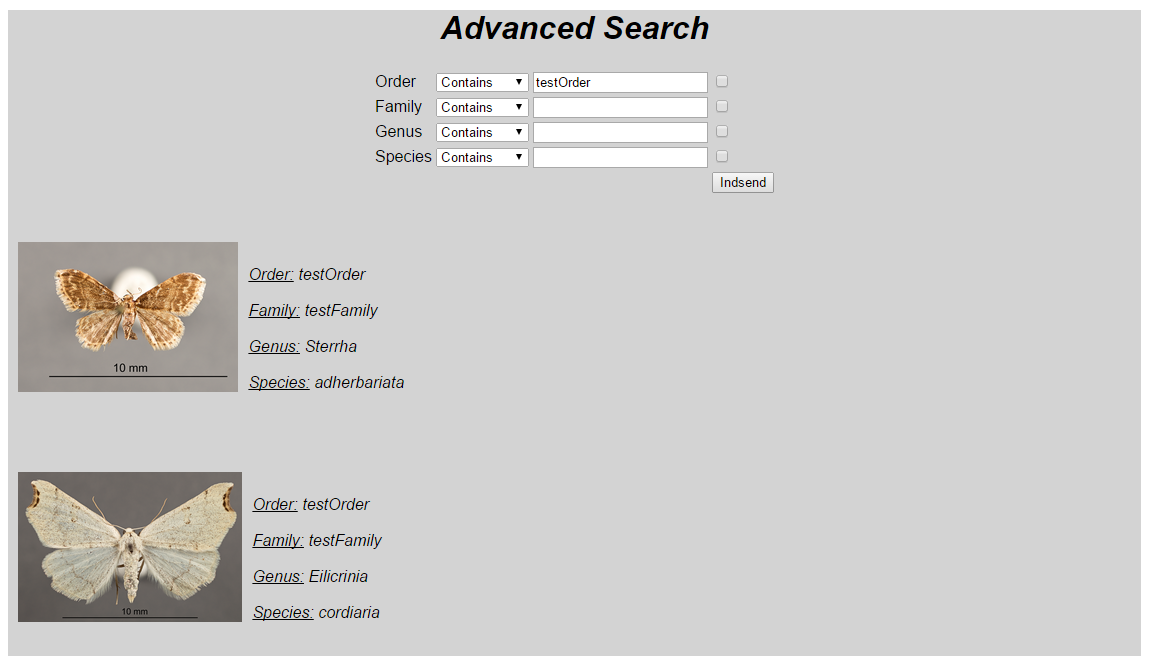 Advanced Search
Order Contains testOrder
Family Contains
Genus Contains
Species Contains
Indsend
Order: testOrder
Family: testFamily
Genus: Sterrha
Species: adherbariata
10 mm
Order: testOrder
Family: testFamily
Genus: Eilicrinia
Species: cordiaria
10 mm